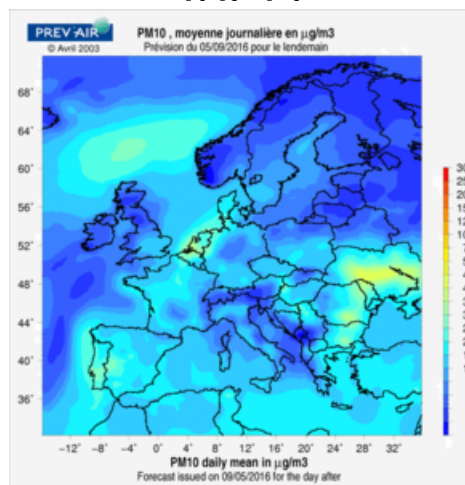 PREV'AIR
© Avril 2003
PM10 , moyenne journalière en µg/m3
Prévision du 05/09/2016 pour le lendemain
68°
64°
60°
56°
52°
48°
44°
40°
36°
−12° −8° −4° 0° 4° 8° 12° 16° 20° 24° 28° 32°
PM10 daily mean in µg/m3
Forecast issued on 09/05/2016 for the day after